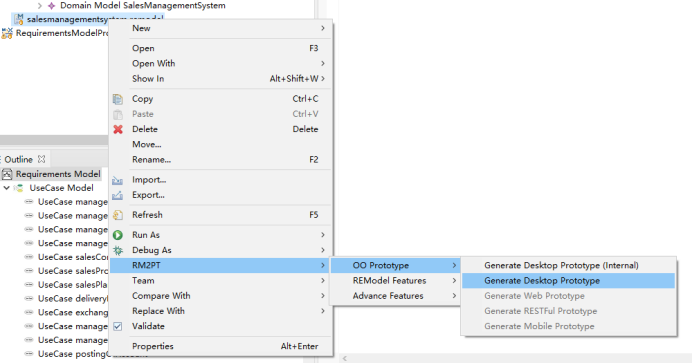 Domain Model SalesManagementSystem
salesmanagementsystem.remodel
RequirementsModelPro
New
Open F3
Open With
Show In Alt+Shift+W
Copy Ctrl+C
Paste Ctrl+V
Delete Delete
Move...
Rename... F2
Import...
Export...
Refresh F5
Run As
Debug As
RM2PT
Team
Compare With
Replace With
Validate
Properties Alt+Enter
OO Prototype
REModel Features
Advance Features
Generate Desktop Prototype (Internal)
Generate Desktop Prototype
Generate Web Prototype
Generate RESTFul Prototype
Generate Mobile Prototype
Outline
Requirements Model
UseCase Model
UseCase manage
UseCase manage
UseCase manage
UseCase manage
UseCase salesCor
UseCase salesPro
UseCase salesPla
UseCase delivery
UseCase exchang
UseCase manage
UseCase manage